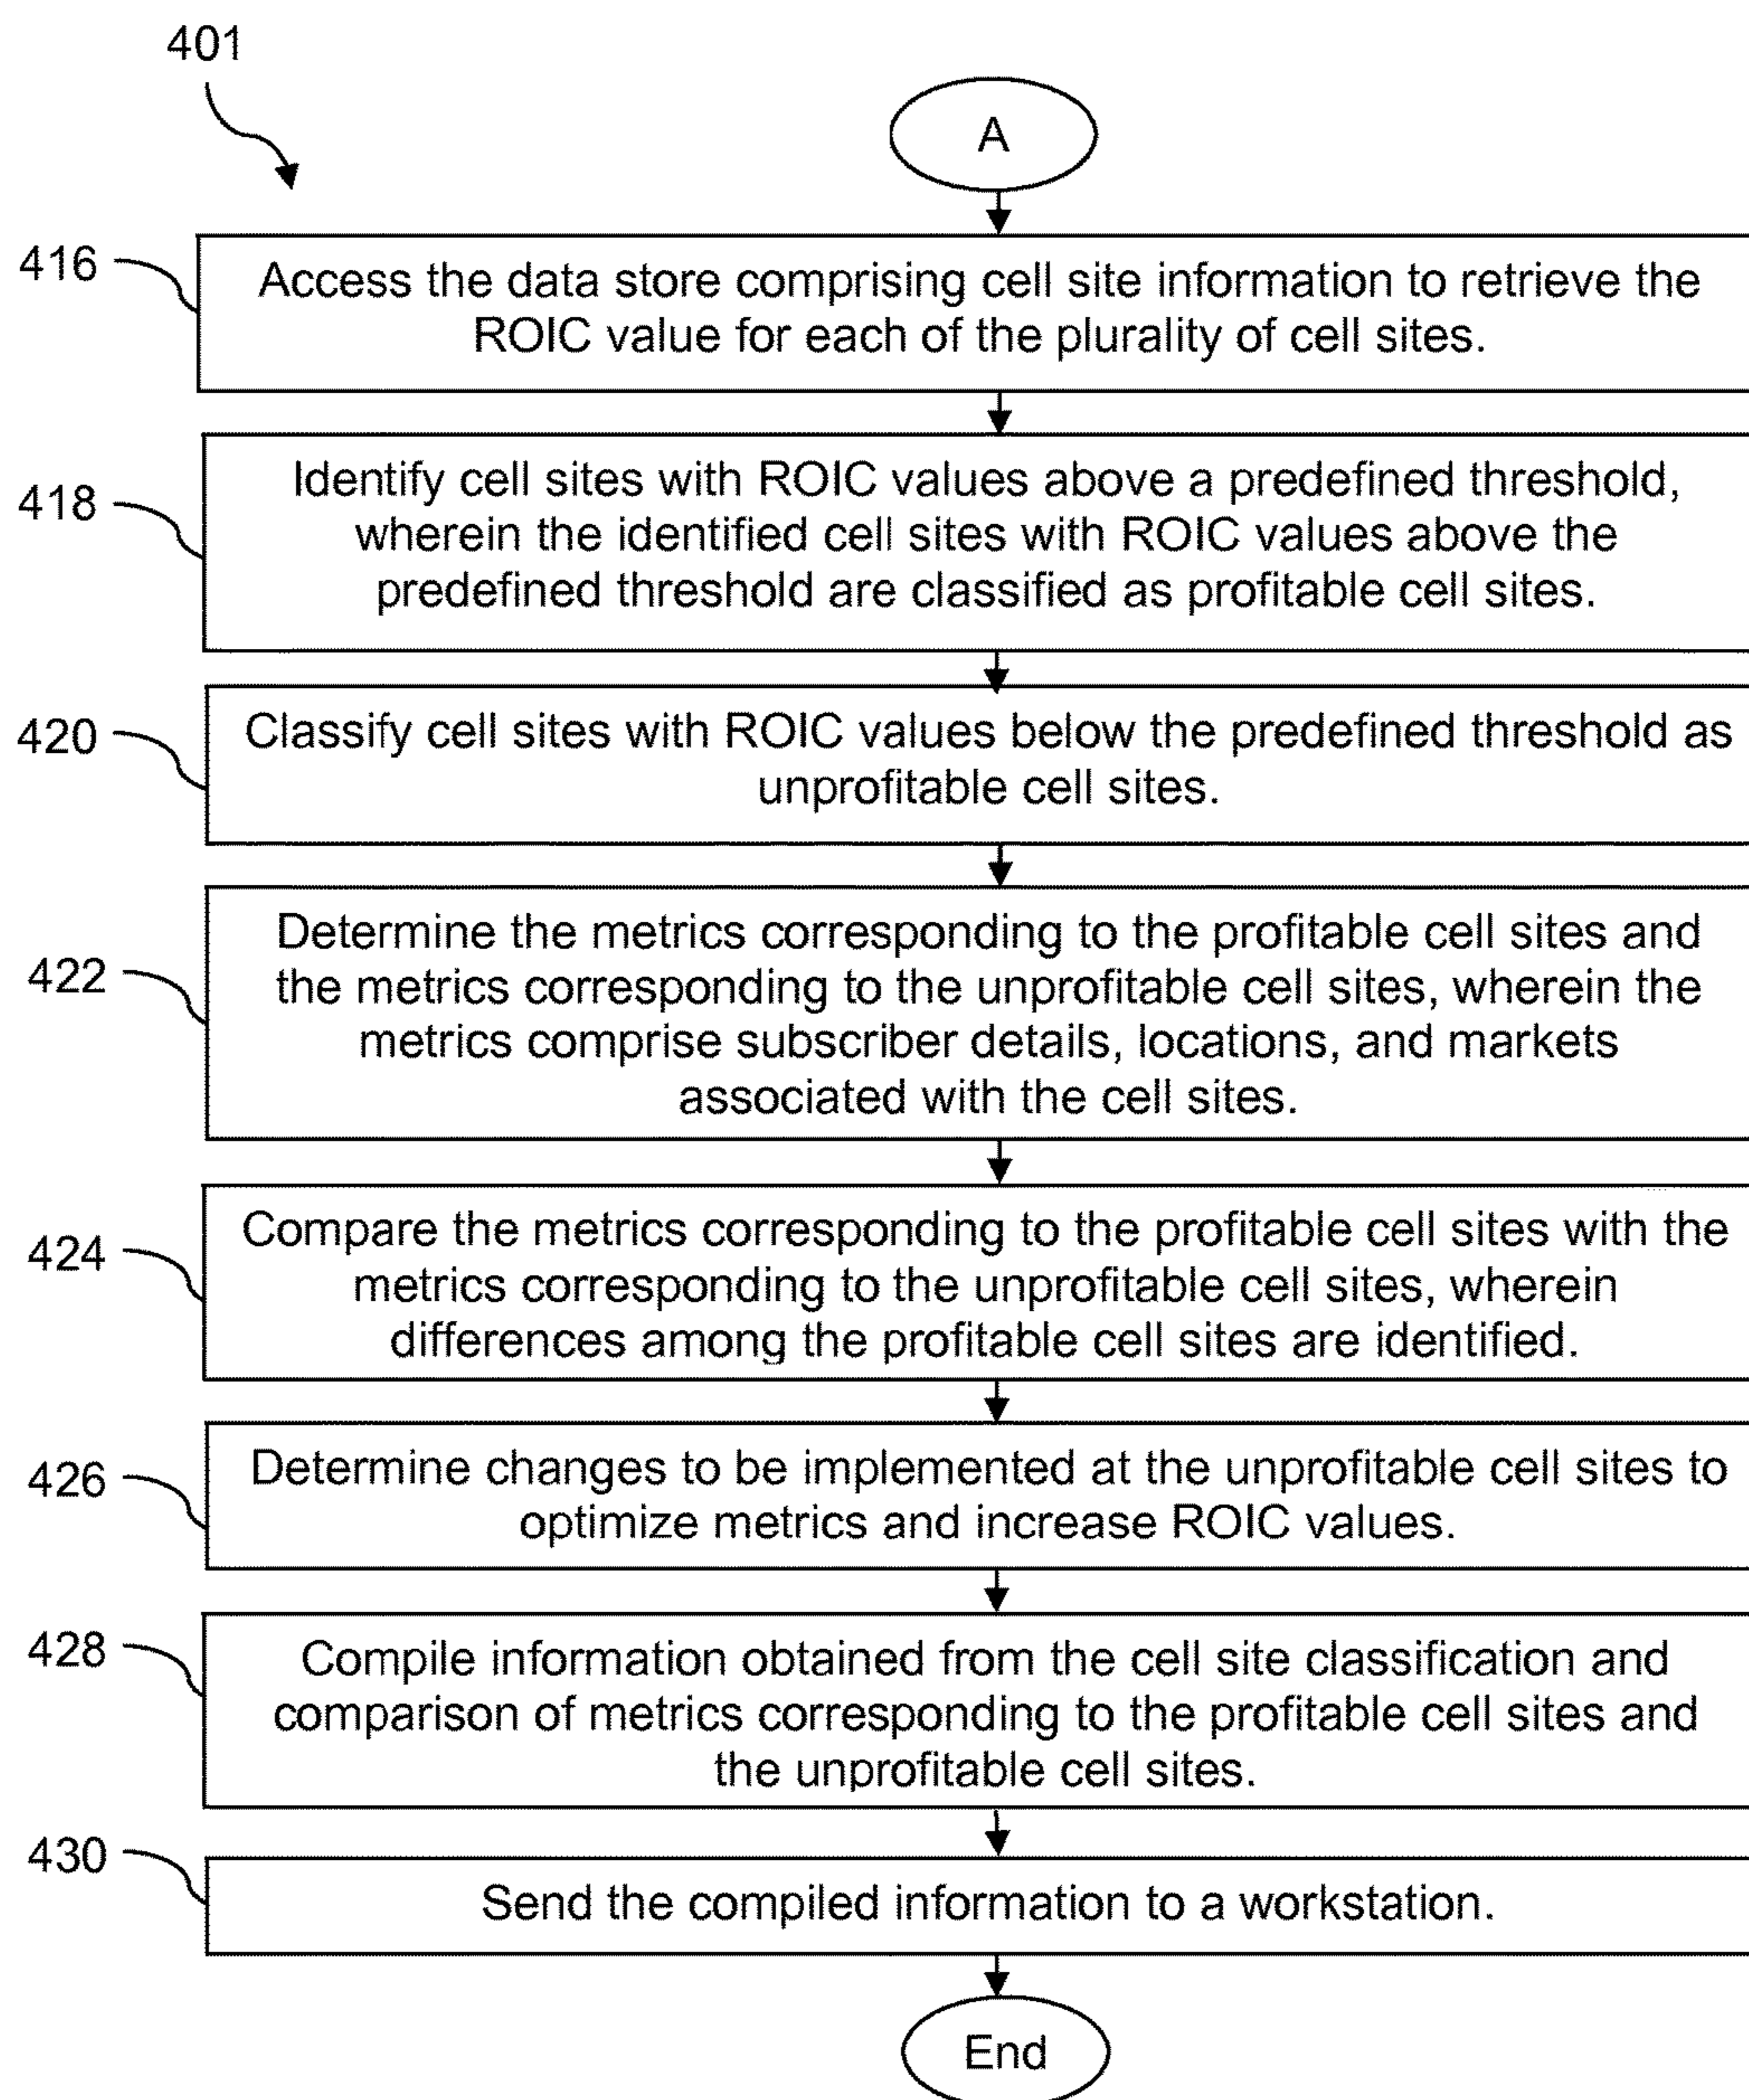 401
A
416
Access the data store comprising cell site information to retrieve the
ROIC value for each of the plurality of cell sites.
418
Identify cell sites with ROIC values above a predefined threshold,
wherein the identified cell sites with ROIC values above the
predefined threshold are classified as profitable cell sites.
420
Classify cell sites with ROIC values below the predefined threshold as
unprofitable cell sites.
422
Determine the metrics corresponding to the profitable cell sites and
the metrics corresponding to the unprofitable cell sites, wherein the
metrics comprise subscriber details, locations, and markets
associated with the cell sites.
424
Compare the metrics corresponding to the profitable cell sites with the
metrics corresponding to the unprofitable cell sites, wherein
differences among the profitable cell sites are identified.
426
Determine changes to be implemented at the unprofitable cell sites to
optimize metrics and increase ROIC values.
428
Compile information obtained from the cell site classification and
comparison of metrics corresponding to the profitable cell sites and
the unprofitable cell sites.
430
Send the compiled information to a workstation.
End